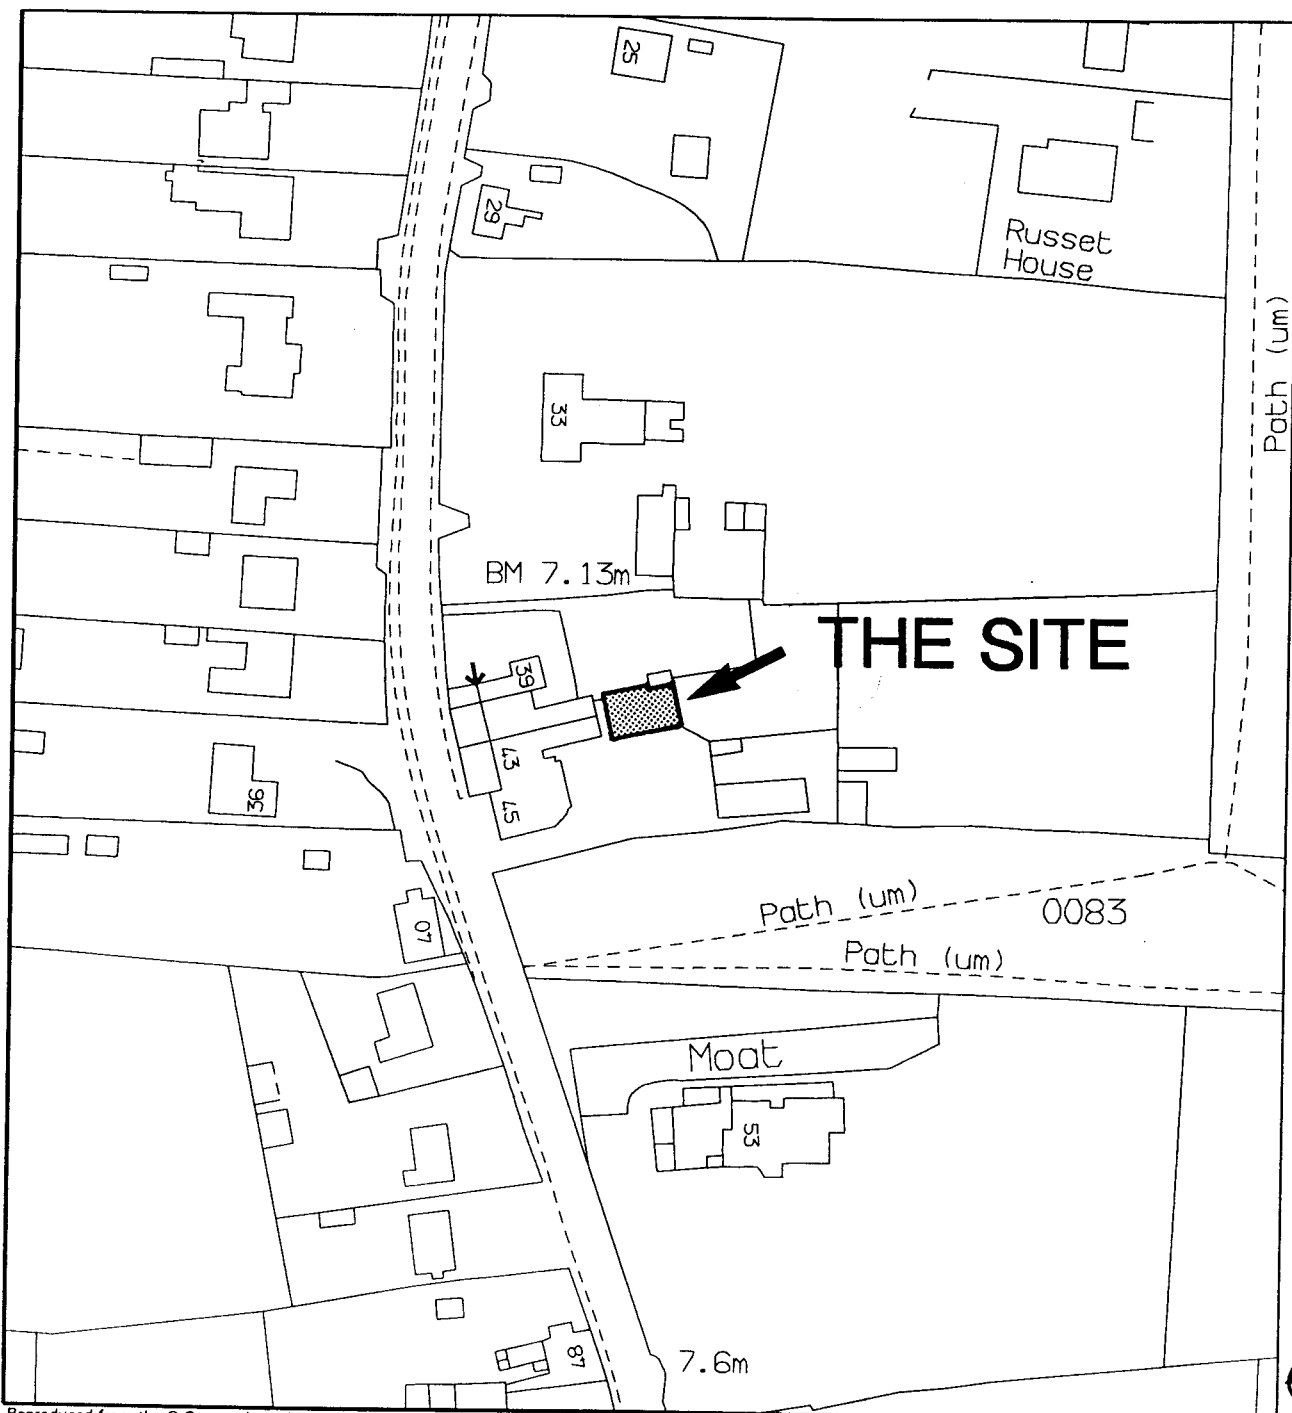 25
29
Russet
House
Path (um)
33
BM 7.13m
THE SITE
39
43
45
36
Path (um)
0083
40
Path (um)
Moat
53
87
7.6m